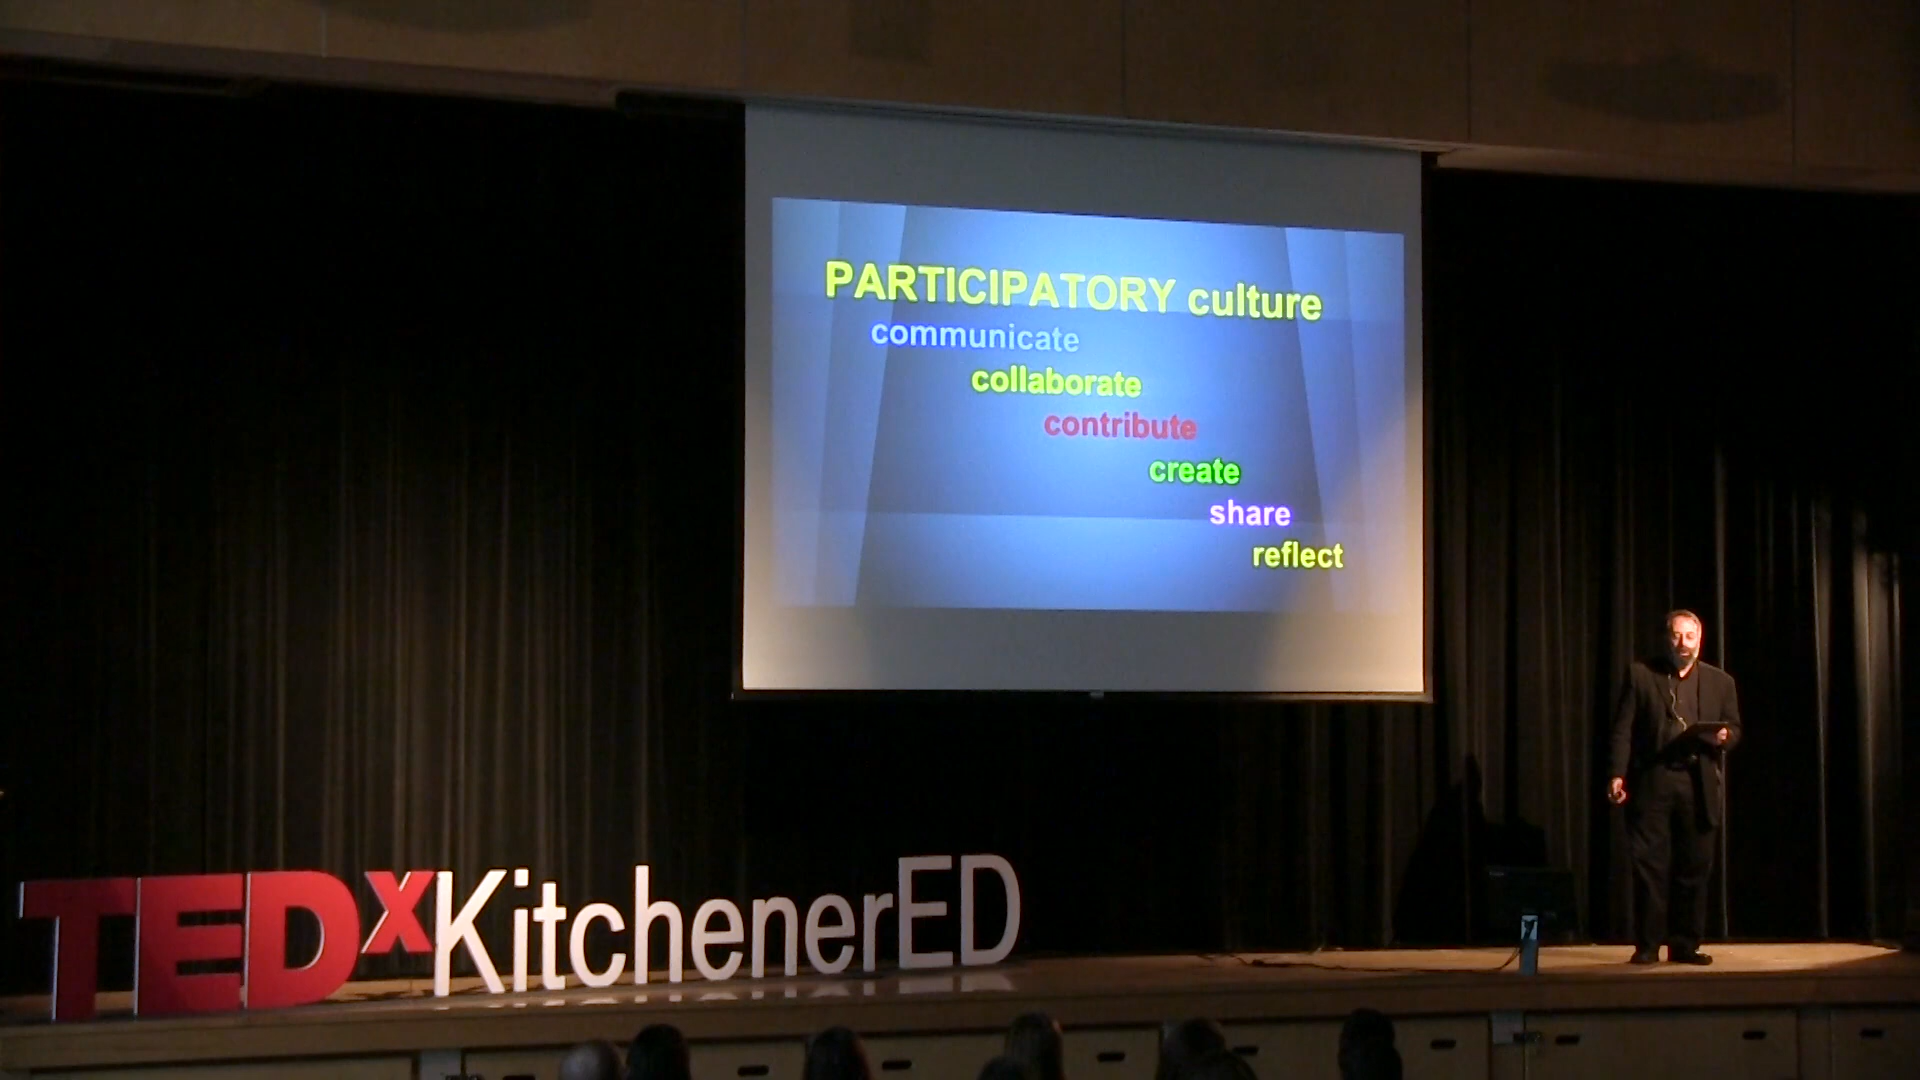 PARTICIPATORY culture
communicate
collaborate
contribute
create
share
reflect
TEDxKitchenerED